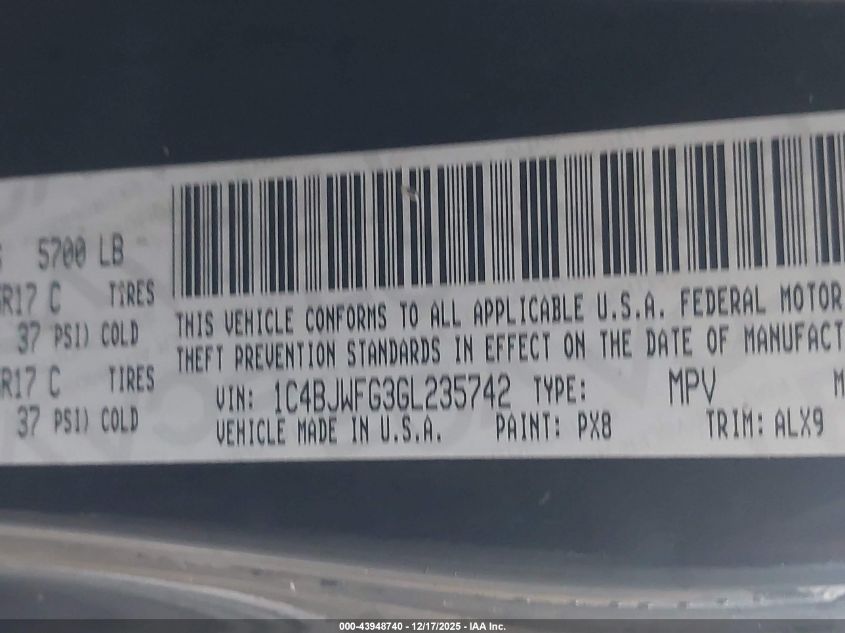 5700 LB
R17 C TIRES
37 PSI) COLD
R17 C TIRES
37 PSI) COLD
THIS VEHICLE CONFORMS TO ALL APPLICABLE U.S.A. FEDERAL MOTOR
THEFT PREVENTION STANDARDS IN EFFECT ON THE DATE OF MANUFACT
VIN: 1C4BJWFG3GL235742 TYPE: MPV M
VEHICLE MADE IN U.S.A. PAINT: PX8 TRIM: ALX9
000-43948740 - 12/17/2025 - IAA Inc.